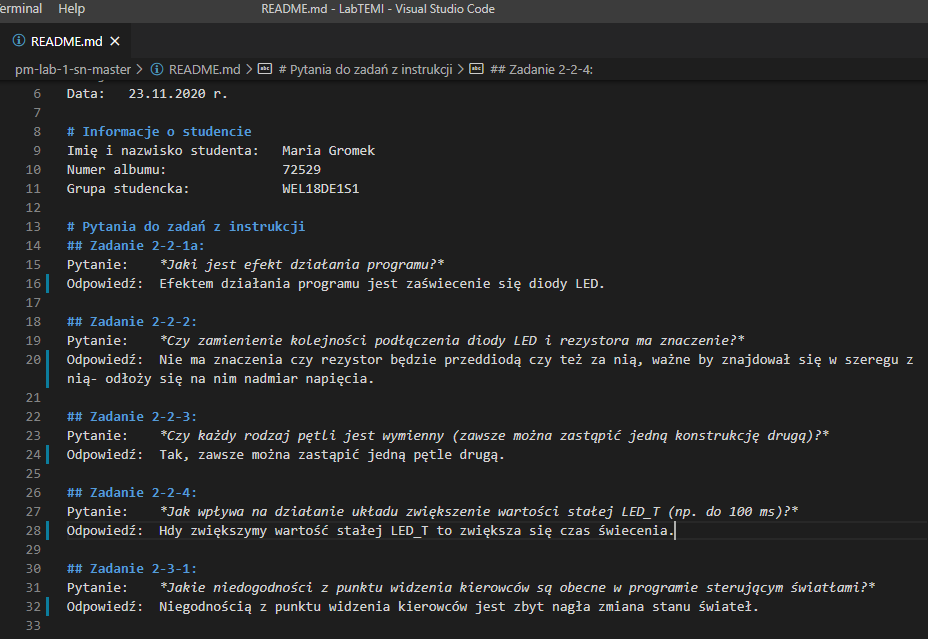 erminal Help README.md - LabTEMI - Visual Studio Code
README.md
pm-lab-1-sn-master > README.md > # Pytania do zadań z instrukcji > ## Zadanie 2-2-4:
6 Data: 23.11.2020 r.
7
8 # Informacje o studencie
9 Imię i nazwisko studenta: Maria Gromek
10 Numer albumu: 72529
11 Grupa studencka: WEL18DE1S1
12
13 # Pytania do zadań z instrukcji
14 ## Zadanie 2-2-1a:
15 Pytanie: *Jaki jest efekt działania programu?*
16 Odpowiedź: Efektem działania programu jest zaświecenie się diody LED.
17
18 ## Zadanie 2-2-2:
19 Pytanie: *Czy zamienienie kolejności podłączenia diody LED i rezystora ma znaczenie?*
20 Odpowiedź: Nie ma znaczenia czy rezystor będzie przeddiodą czy też za nią, ważne by znajdował się w szeregu z
nią- odłoży się na nim nadmiar napięcia.
21
22 ## Zadanie 2-2-3:
23 Pytanie: *Czy każdy rodzaj pętli jest wymienny (zawsze można zastąpić jedną konstrukcję drugą)?*
24 Odpowiedź: Tak, zawsze można zastąpić jedną pętle drugą.
25
26 ## Zadanie 2-2-4:
27 Pytanie: *Jak wpływa na działanie układu zwiększenie wartości stałej LED_T (np. do 100 ms)?*
28 Odpowiedź: Hdy zwiększymy wartość stałej LED_T to zwiększa się czas świecenia.
29
30 ## Zadanie 2-3-1:
31 Pytanie: *Jakie niedogodności z punktu widzenia kierowców są obecne w programie sterującym światłami?*
32 Odpowiedź: Niegodnością z punktu widzenia kierowców jest zbyt nagła zmiana stanu świateł.
33